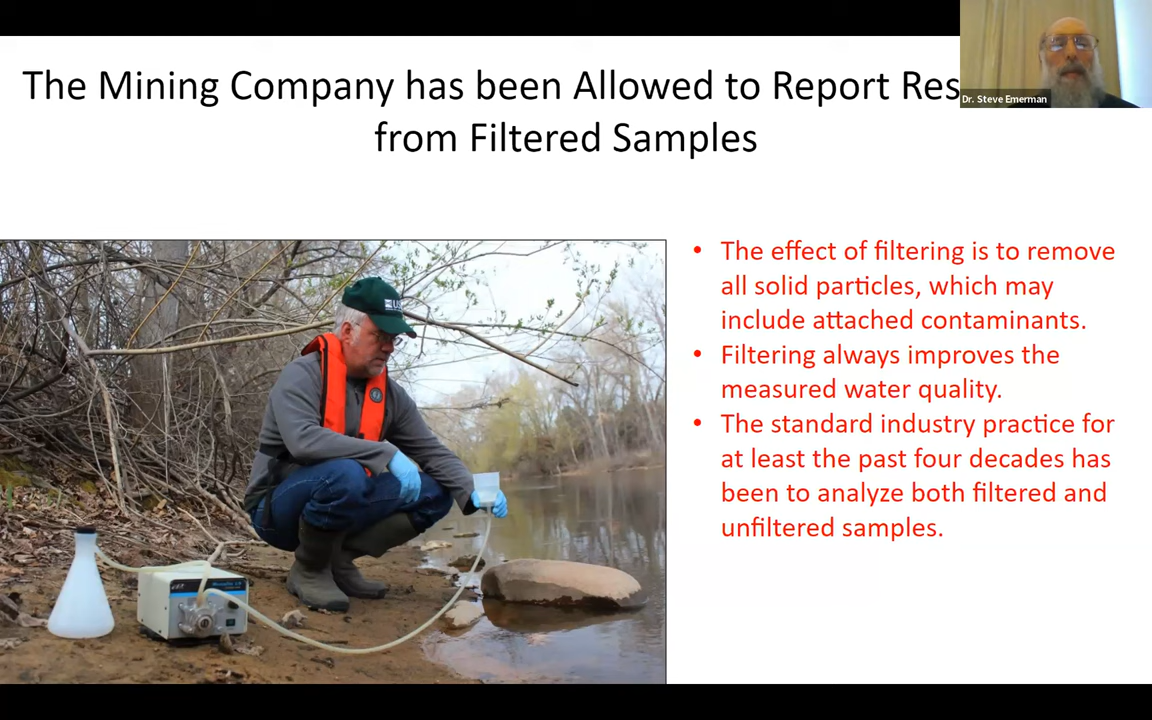 The Mining Company has been Allowed to Report Res
Dr. Steve Emerman
from Filtered Samples
• The effect of filtering is to remove
all solid particles, which may
include attached contaminants.
• Filtering always improves the
measured water quality.
• The standard industry practice for
at least the past four decades has
been to analyze both filtered and
unfiltered samples.